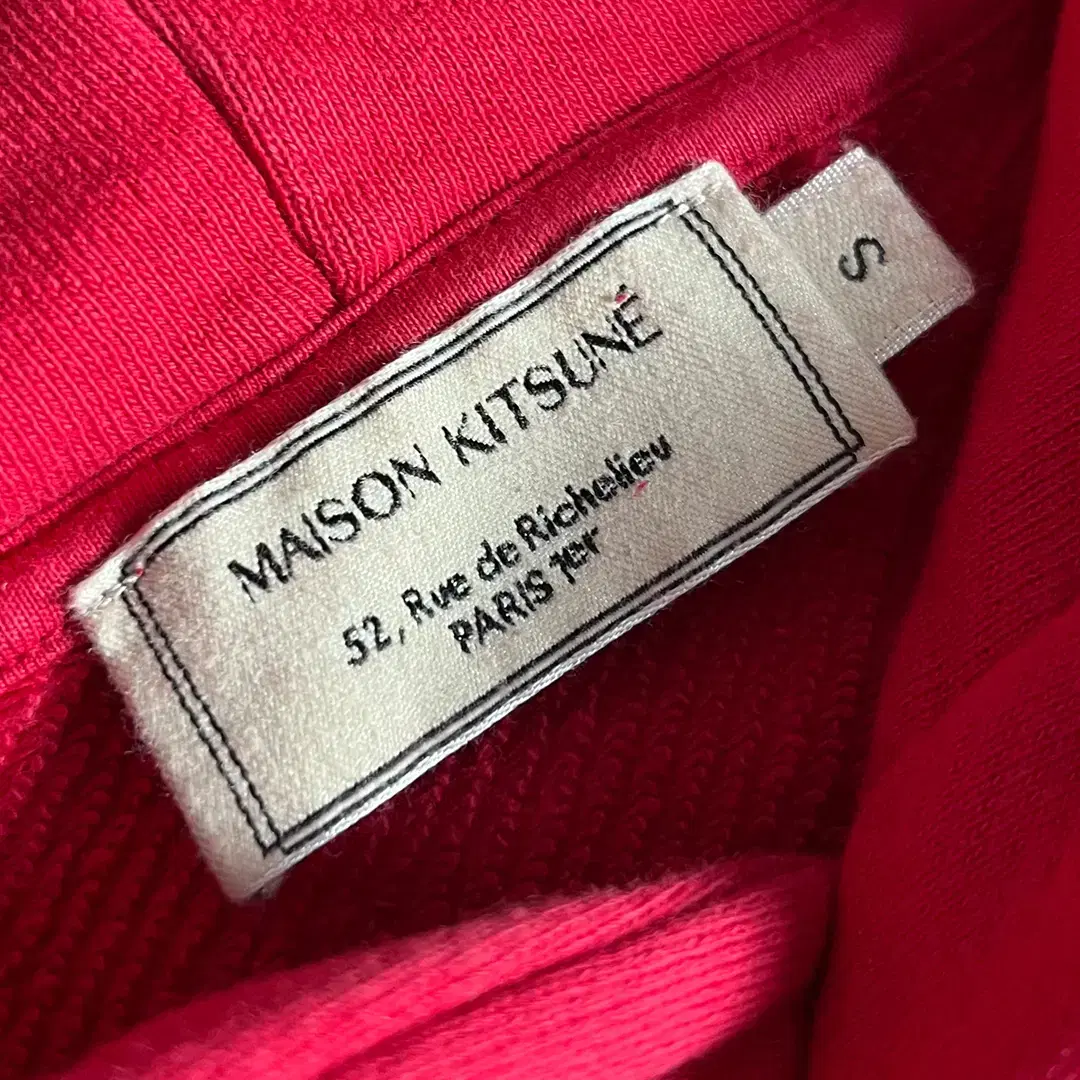 MAISON KITSUNÉ
52, Rue de Richelieu
PARIS 1er
S